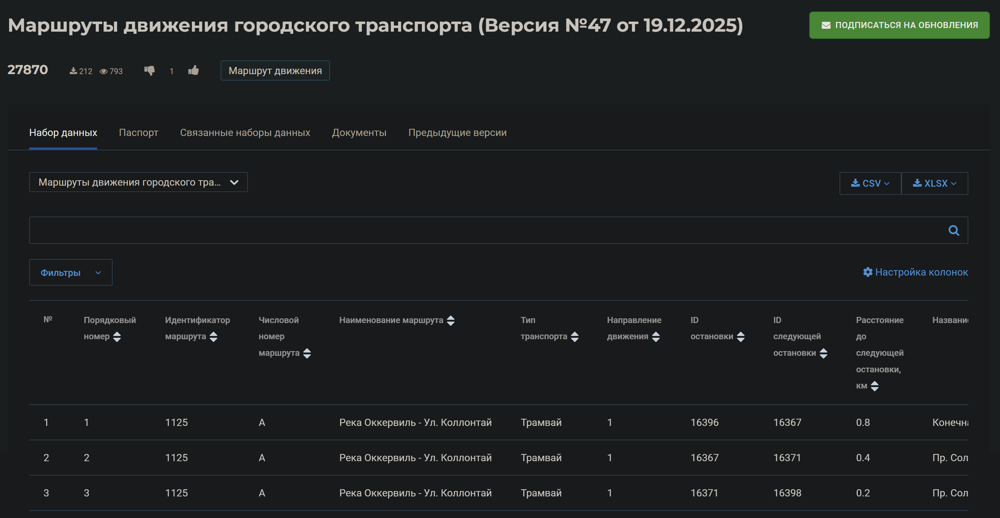 Маршруты движения городского транспорта (Версия №47 от 19.12.2025)
ПОДПИСАТЬСЯ НА ОБНОВЛЕНИЯ
27870 212 793 1 Маршрут движения
Набор данных Паспорт Связанные наборы данных Документы Предыдущие версии
Маршруты движения городского тра... CSV XLSX
Фильтры Настройка колонок
№ Порядковый номер Идентификатор маршрута Числовой номер маршрута Наименование маршрута Тип транспорта Направление движения ID остановки ID следующей остановки Расстояние до следующей остановки, км
1 1 1125 А Река Оккервиль - Ул. Коллонтай Трамвай 1 16396 16367 0.8
2 2 1125 А Река Оккервиль - Ул. Коллонтай Трамвай 1 16367 16371 0.4 Пр. Сол
3 3 1125 А Река Оккервиль - Ул. Коллонтай Трамвай 1 16371 16398 0.2 Пр. Сол